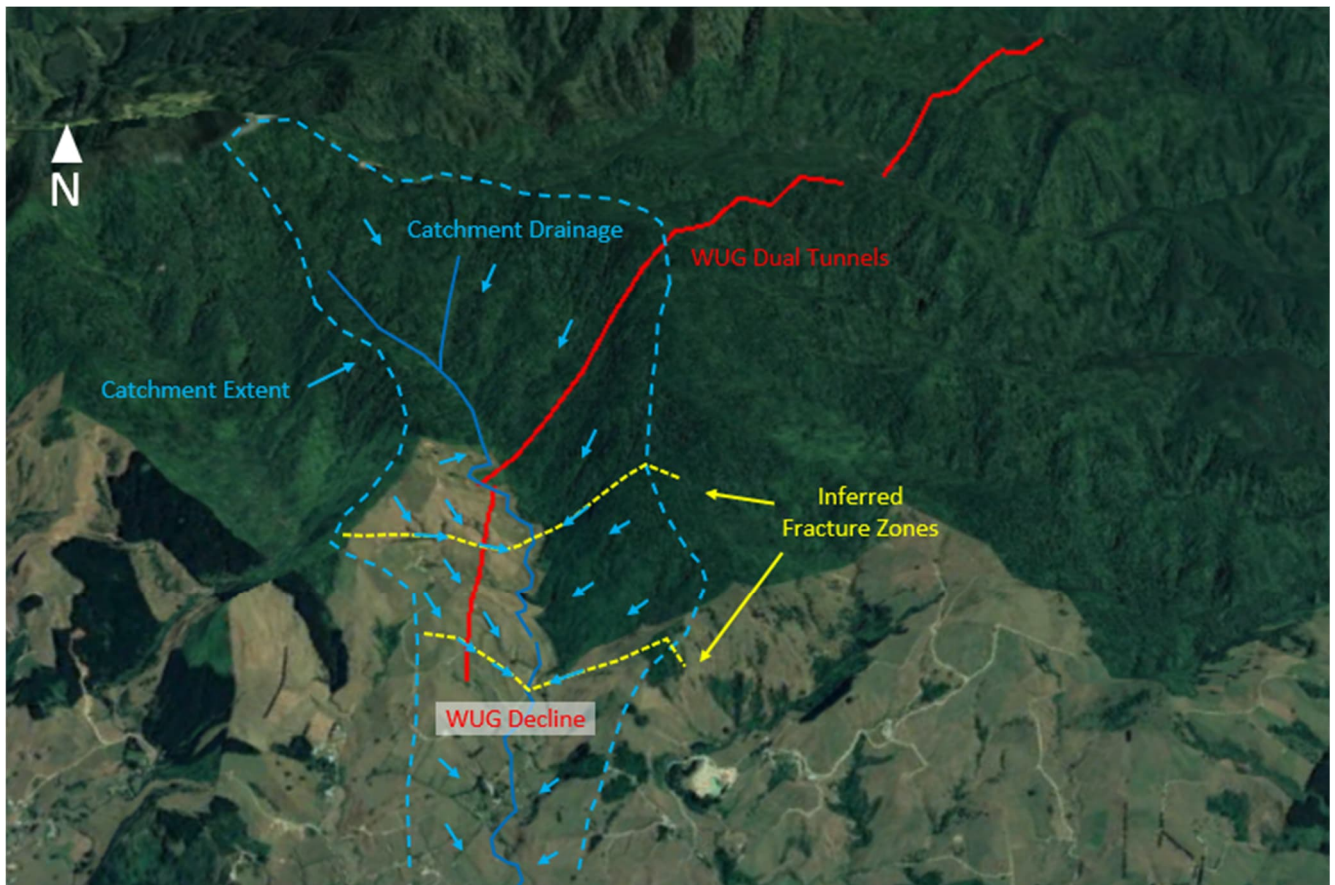 N
Catchment Drainage
WUG Dual Tunnels
Catchment Extent
Inferred
Fracture Zones
WUG Decline